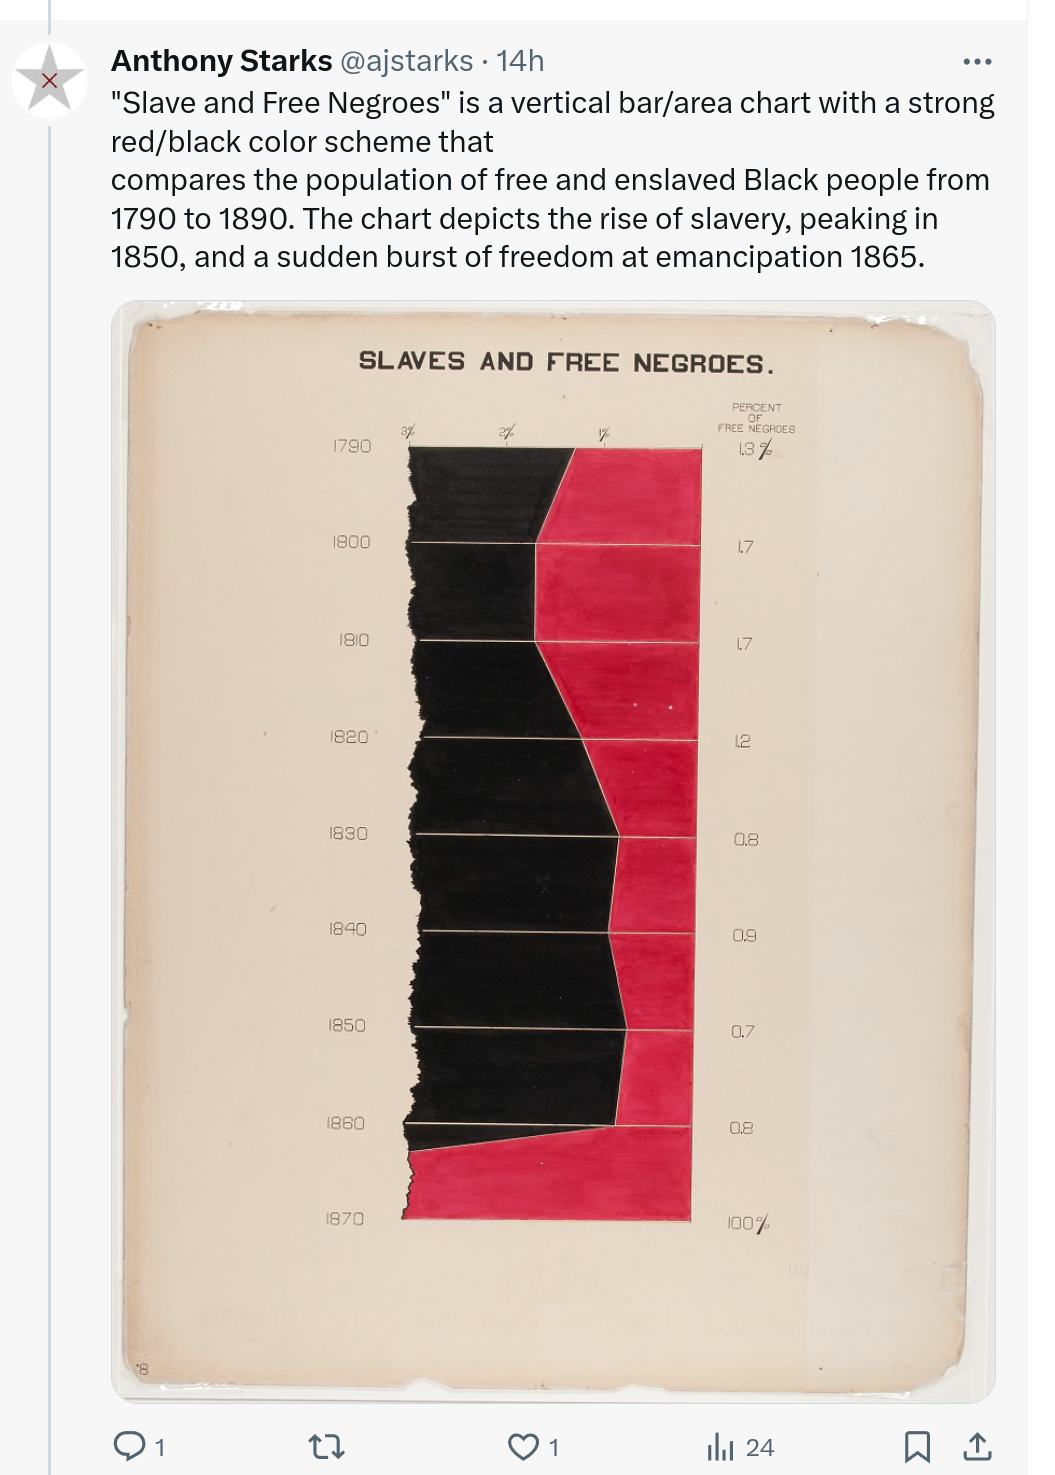 Anthony Starks @ajstarks · 14h
"Slave and Free Negroes" is a vertical bar/area chart with a strong
red/black color scheme that
compares the population of free and enslaved Black people from
1790 to 1890. The chart depicts the rise of slavery, peaking in
1850, and a sudden burst of freedom at emancipation 1865.
SLAVES AND FREE NEGROES.
PERCENT
OF
FREE NEGROES
3% 2% 1%
1790 1.3%
1800 1.7
1810 1.7
1820 1.2
1830 0.8
1840 0.9
1850 0.7
1860 0.8
1870 100%
1 1 24